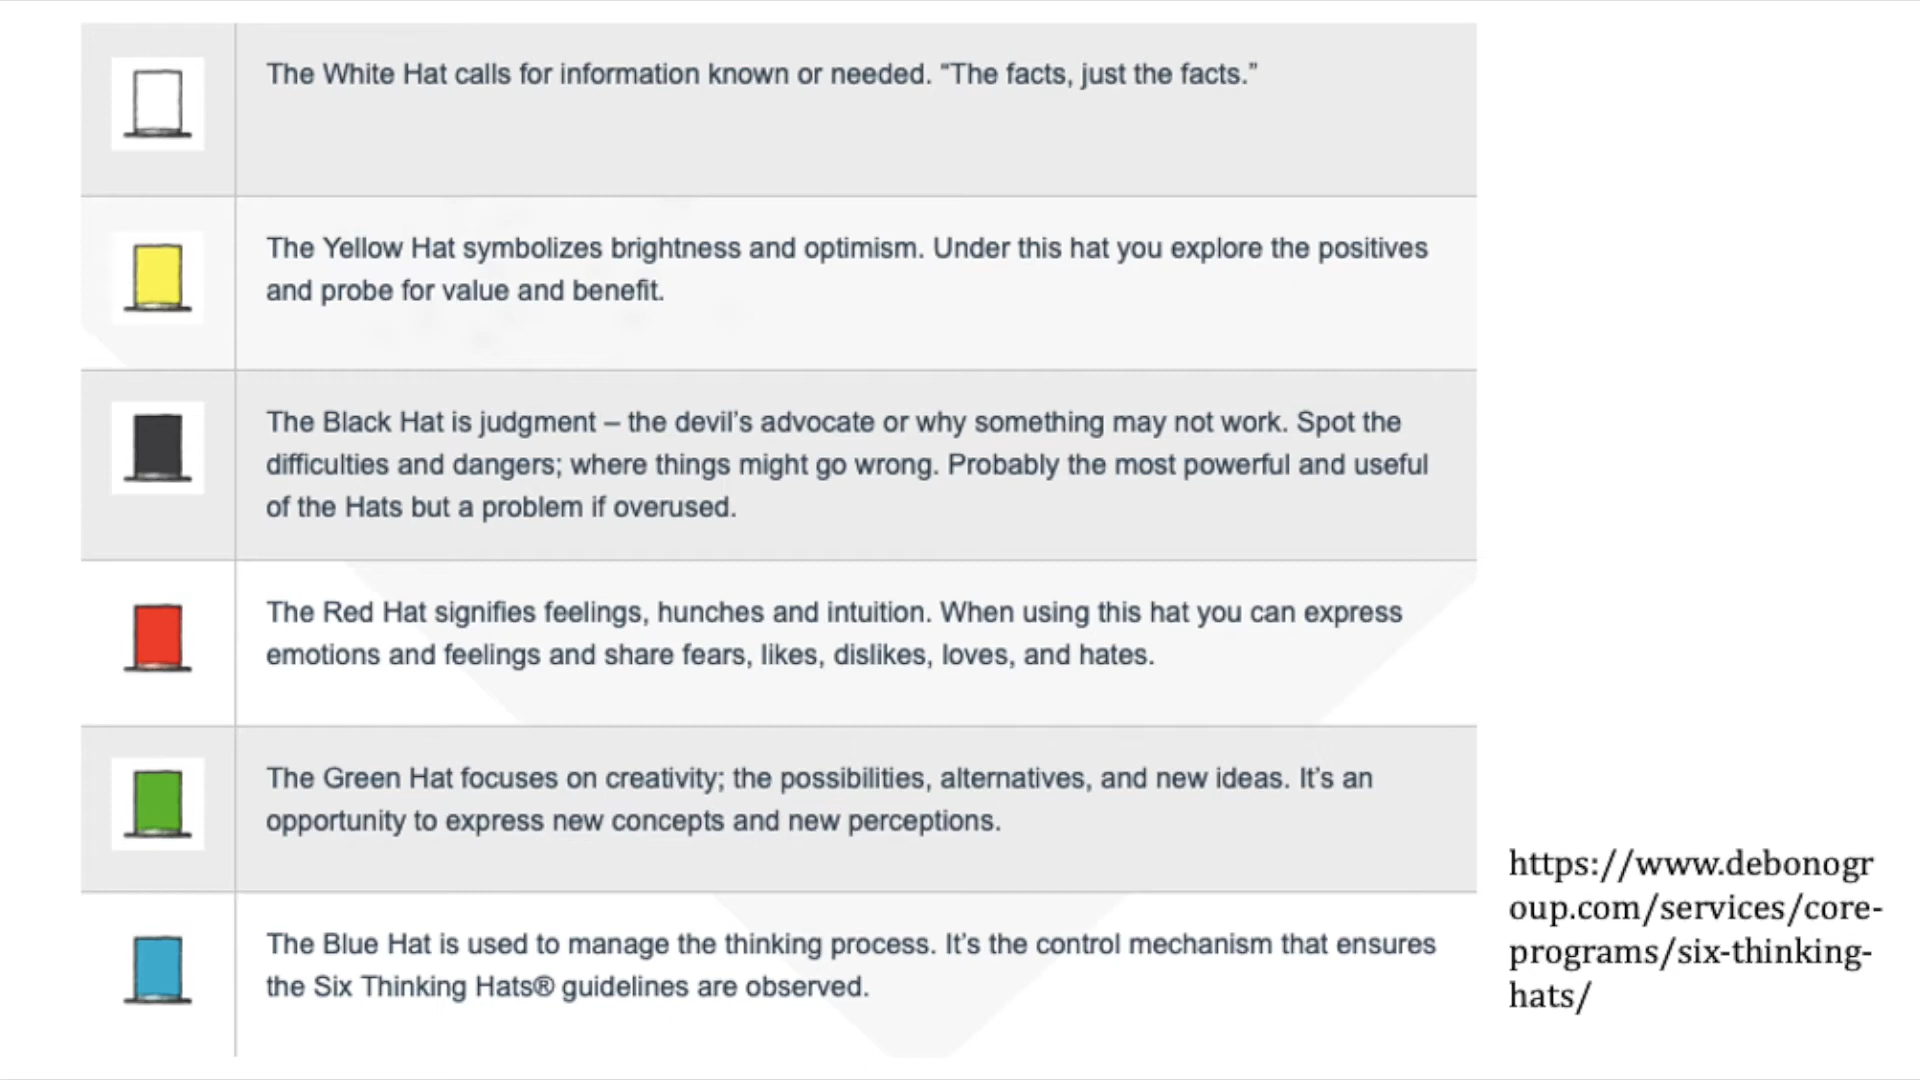 The White Hat calls for information known or needed. “The facts, just the facts.”
The Yellow Hat symbolizes brightness and optimism. Under this hat you explore the positives
and probe for value and benefit.
The Black Hat is judgment – the devil’s advocate or why something may not work. Spot the
difficulties and dangers; where things might go wrong. Probably the most powerful and useful
of the Hats but a problem if overused.
The Red Hat signifies feelings, hunches and intuition. When using this hat you can express
emotions and feelings and share fears, likes, dislikes, loves, and hates.
The Green Hat focuses on creativity; the possibilities, alternatives, and new ideas. It’s an
opportunity to express new concepts and new perceptions.
The Blue Hat is used to manage the thinking process. It’s the control mechanism that ensures
the Six Thinking Hats® guidelines are observed.
https://www.debonogr
oup.com/services/core-
programs/six-thinking-
hats/